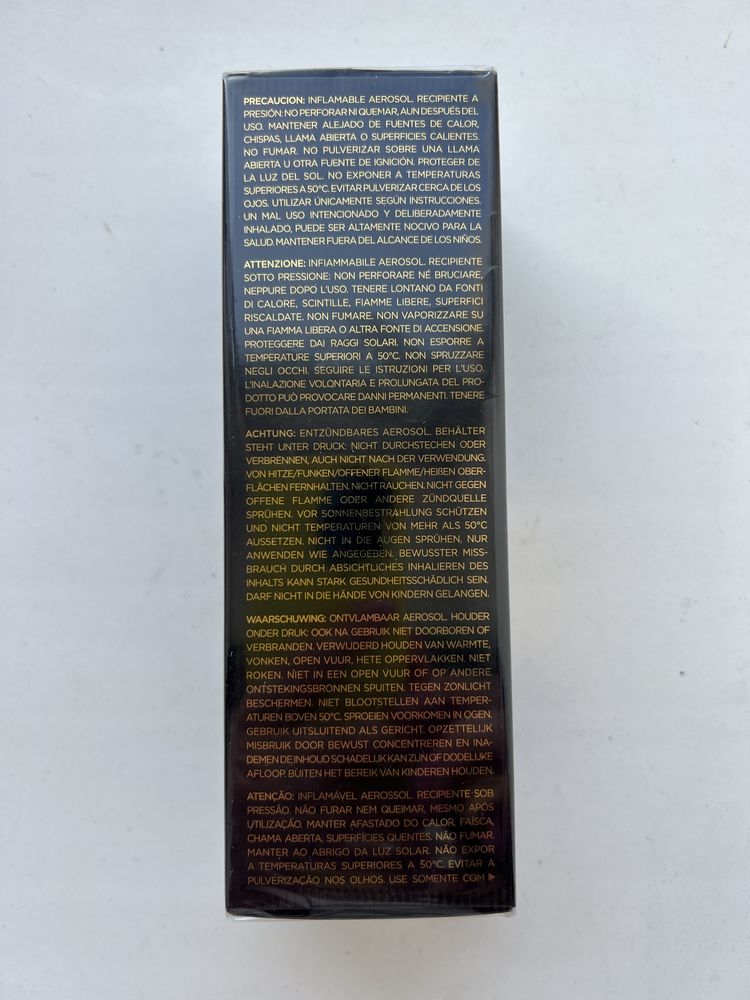 PRECAUCION: INFLAMABLE AEROSOL. RECIPIENTE A
PRESIÓN: NO PERFORAR NI QUEMAR, AUN DESPUÉS DEL
USO. MANTENER ALEJADO DE FUENTES DE CALOR,
CHISPAS, LLAMA ABIERTA O SUPERFICIES CALIENTES.
NO FUMAR. NO PULVERIZAR SOBRE UNA LLAMA
ABIERTA U OTRA FUENTE DE IGNICIÓN. PROTEGER DE
LA LUZ DEL SOL. NO EXPONER A TEMPERATURAS
SUPERIORES A 50°C. EVITAR PULVERIZAR CERCA DE LOS
OJOS. UTILIZAR ÚNICAMENTE SEGÚN INSTRUCCIONES.
UN MAL USO INTENCIONADO Y DELIBERADAMENTE
INHALADO, PUEDE SER ALTAMENTE NOCIVO PARA LA
SALUD. MANTENER FUERA DEL ALCANCE DE LOS NIÑOS.
ATTENZIONE: INFIAMMABILE AEROSOL. RECIPIENTE
SOTTO PRESSIONE: NON PERFORARE NÉ BRUCIARE,
NEPPURE DOPO L'USO. TENERE LONTANO DA FONTI
DI CALORE, SCINTILLE, FIAMME LIBERE, SUPERFICI
RISCALDATE. NON FUMARE. NON VAPORIZZARE SU
UNA FIAMMA LIBERA O ALTRA FONTE DI ACCENSIONE.
PROTEGGERE DAI RAGGI SOLARI. NON ESPORRE A
TEMPERATURE SUPERIORI A 50°C. NON SPRUZZARE
NEGLI OCCHI. SEGUIRE LE ISTRUZIONI PER L'USO.
L'INALAZIONE VOLONTARIA E PROLUNGATA DEL PRO-
DOTTO PUÒ PROVOCARE DANNI PERMANENTI. TENERE
FUORI DALLA PORTATA DEI BAMBINI.
ACHTUNG: ENTZÜNDBARES AEROSOL. BEHÄLTER
STEHT UNTER DRUCK: NICHT DURCHSTECHEN ODER
VERBRENNEN, AUCH NICHT NACH DER VERWENDUNG.
VON HITZE/FUNKEN/OFFENER FLAMME/HEIßEN OBER-
FLÄCHEN FERNHALTEN. NICHT RAUCHEN. NICHT GEGEN
OFFENE FLAMME ODER ANDERE ZÜNDQUELLE
SPRÜHEN. VOR SONNENBESTRAHLUNG SCHÜTZEN
UND NICHT TEMPERATUREN VON MEHR ALS 50°C
AUSSETZEN. NICHT IN DIE AUGEN SPRÜHEN, NUR
ANWENDEN WIE ANGEGEBEN. BEWUSSTER MISS-
BRAUCH DURCH ABSICHTLICHES INHALIEREN DES
INHALTS KANN STARK GESUNDHEITSSCHÄDLICH SEIN.
DARF NICHT IN DIE HÄNDE VON KINDERN GELANGEN.
WAARSCHUWING: ONTVLAMBAAR AEROSOL. HOUDER
ONDER DRUK: OOK NA GEBRUIK NIET DOORBOREN OF
VERBRANDEN. VERWIJDERD HOUDEN VAN WARMTE,
VONKEN, OPEN VUUR, HETE OPPERVLAKKEN. NIET
ROKEN. NIET IN EEN OPEN VUUR OF OP ANDERE
ONTSTEKINGSBRONNEN SPUITEN. TEGEN ZONLICHT
BESCHERMEN. NIET BLOOTSTELLEN AAN TEMPER-
ATUREN BOVEN 50°C. SPROEIEN VOORKOMEN IN OGEN.
GEBRUIK UITSLUITEND ALS GERICHT. OPZETTELIJK
MISBRUIK DOOR BEWUST CONCENTREREN EN INA-
DEMEN DE INHOUD SCHADELIJK KAN ZIJN OF DODELIJKE
AFLOOP. BUITEN HET BEREIK VAN KINDEREN HOUDEN.
ATENÇÃO: INFLAMÁVEL AEROSSOL. RECIPIENTE SOB
PRESSÃO. NÃO FURAR NEM QUEIMAR, MESMO APÓS
UTILIZAÇÃO. MANTER AFASTADO DO CALOR, FAÍSCA,
CHAMA ABERTA, SUPERFÍCIES QUENTES. NÃO FUMAR.
MANTER AO ABRIGO DA LUZ SOLAR. NÃO EXPOR
A TEMPERATURAS SUPERIORES A 50°C. EVITAR A
PULVERIZAÇÃO NOS OLHOS. USE SOMENTE COM ▶